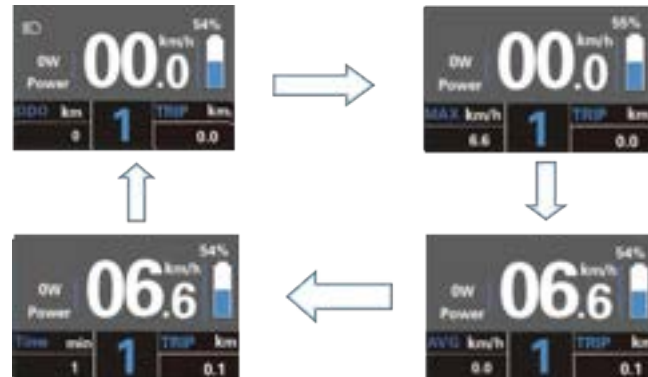 54%
km/h
0W
00.0
Power
ODO km
1
TRIP km
0
0.0
55%
km/h
0W
00.0
Power
MAX km/h
1
TRIP km
6.6
0.0
54%
km/h
0W
06.6
Power
Time min
1
TRIP km
1
0.1
54%
km/h
0W
06.6
Power
AVG km/h
1
TRIP km
0.0
0.1